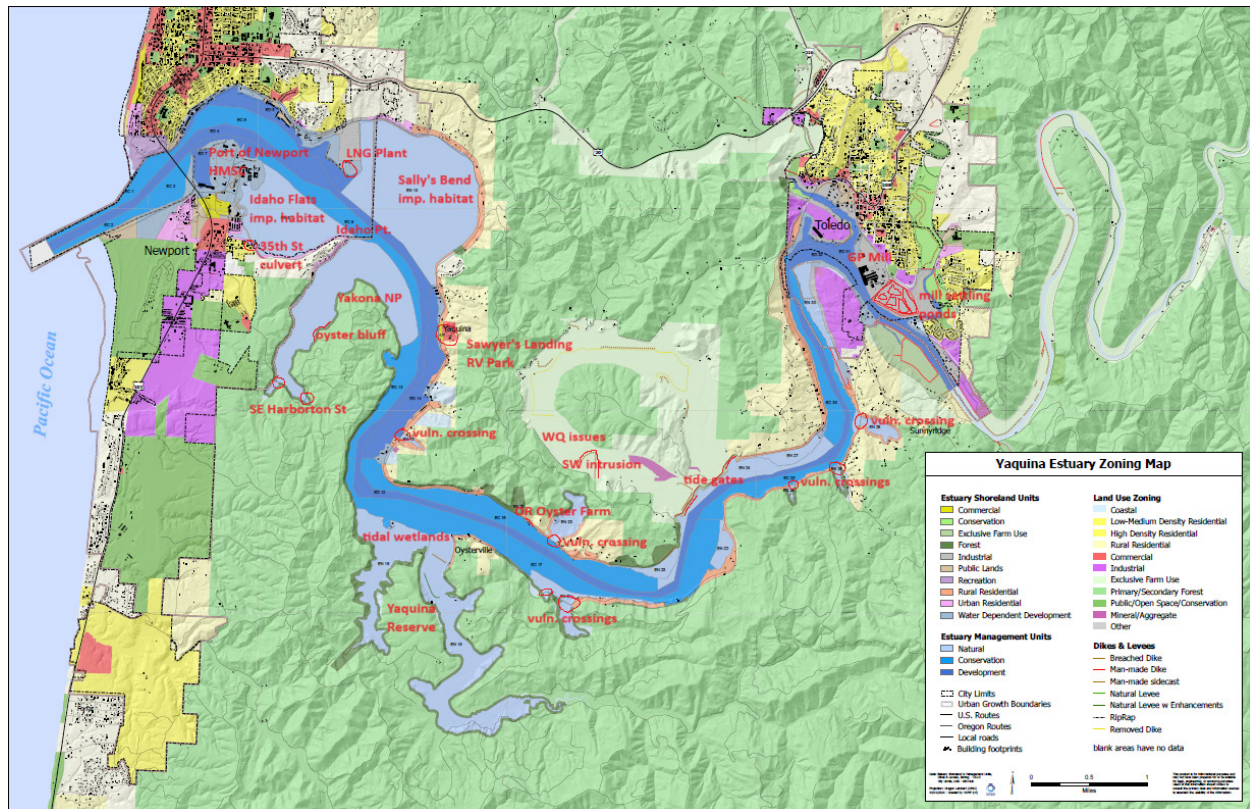 Port of Newport
HMSC
LNG Plant
Sally's Bend
imp. habitat
Idaho Flats
imp. habitat
Idaho Pt.
Newport
35th St
culvert
Yakona NP
oyster bluff
Yaquina
Sawyer's Landing
RV Park
SE Harborton St
vuln. crossing
Toledo
GP Mill
mill settling
ponds
WQ issues
SW intrusion
tide gates
vuln. crossing
Sunnyridge
vuln. crossings
OR Oyster Farm
vuln. crossing
tidal wetlands
Oysterville
Yaquina
Reserve
vuln. crossings
Pacific Ocean
20
Yaquina Estuary Zoning Map
Estuary Shoreland Units
Commercial
Conservation
Exclusive Farm Use
Forest
Industrial
Public Lands
Recreation
Rural Residential
Urban Residential
Water Dependent Development
Estuary Management Units
Natural
Conservation
Development
City Limits
Urban Growth Boundaries
U.S. Routes
Oregon Routes
Local roads
Building footprints
Land Use Zoning
Coastal
Low-Medium Density Residential
High Density Residential
Rural Residential
Commercial
Industrial
Exclusive Farm Use
Primary/Secondary Forest
Public/Open Space/Conservation
Mineral/Aggregate
Other
Dikes & Levees
Breached Dike
Man-made Dike
Man-made sidecast
Natural Levee
Natural Levee w Enhancements
RipRap
Removed Dike
blank areas have no data
0 0.5 1
Miles